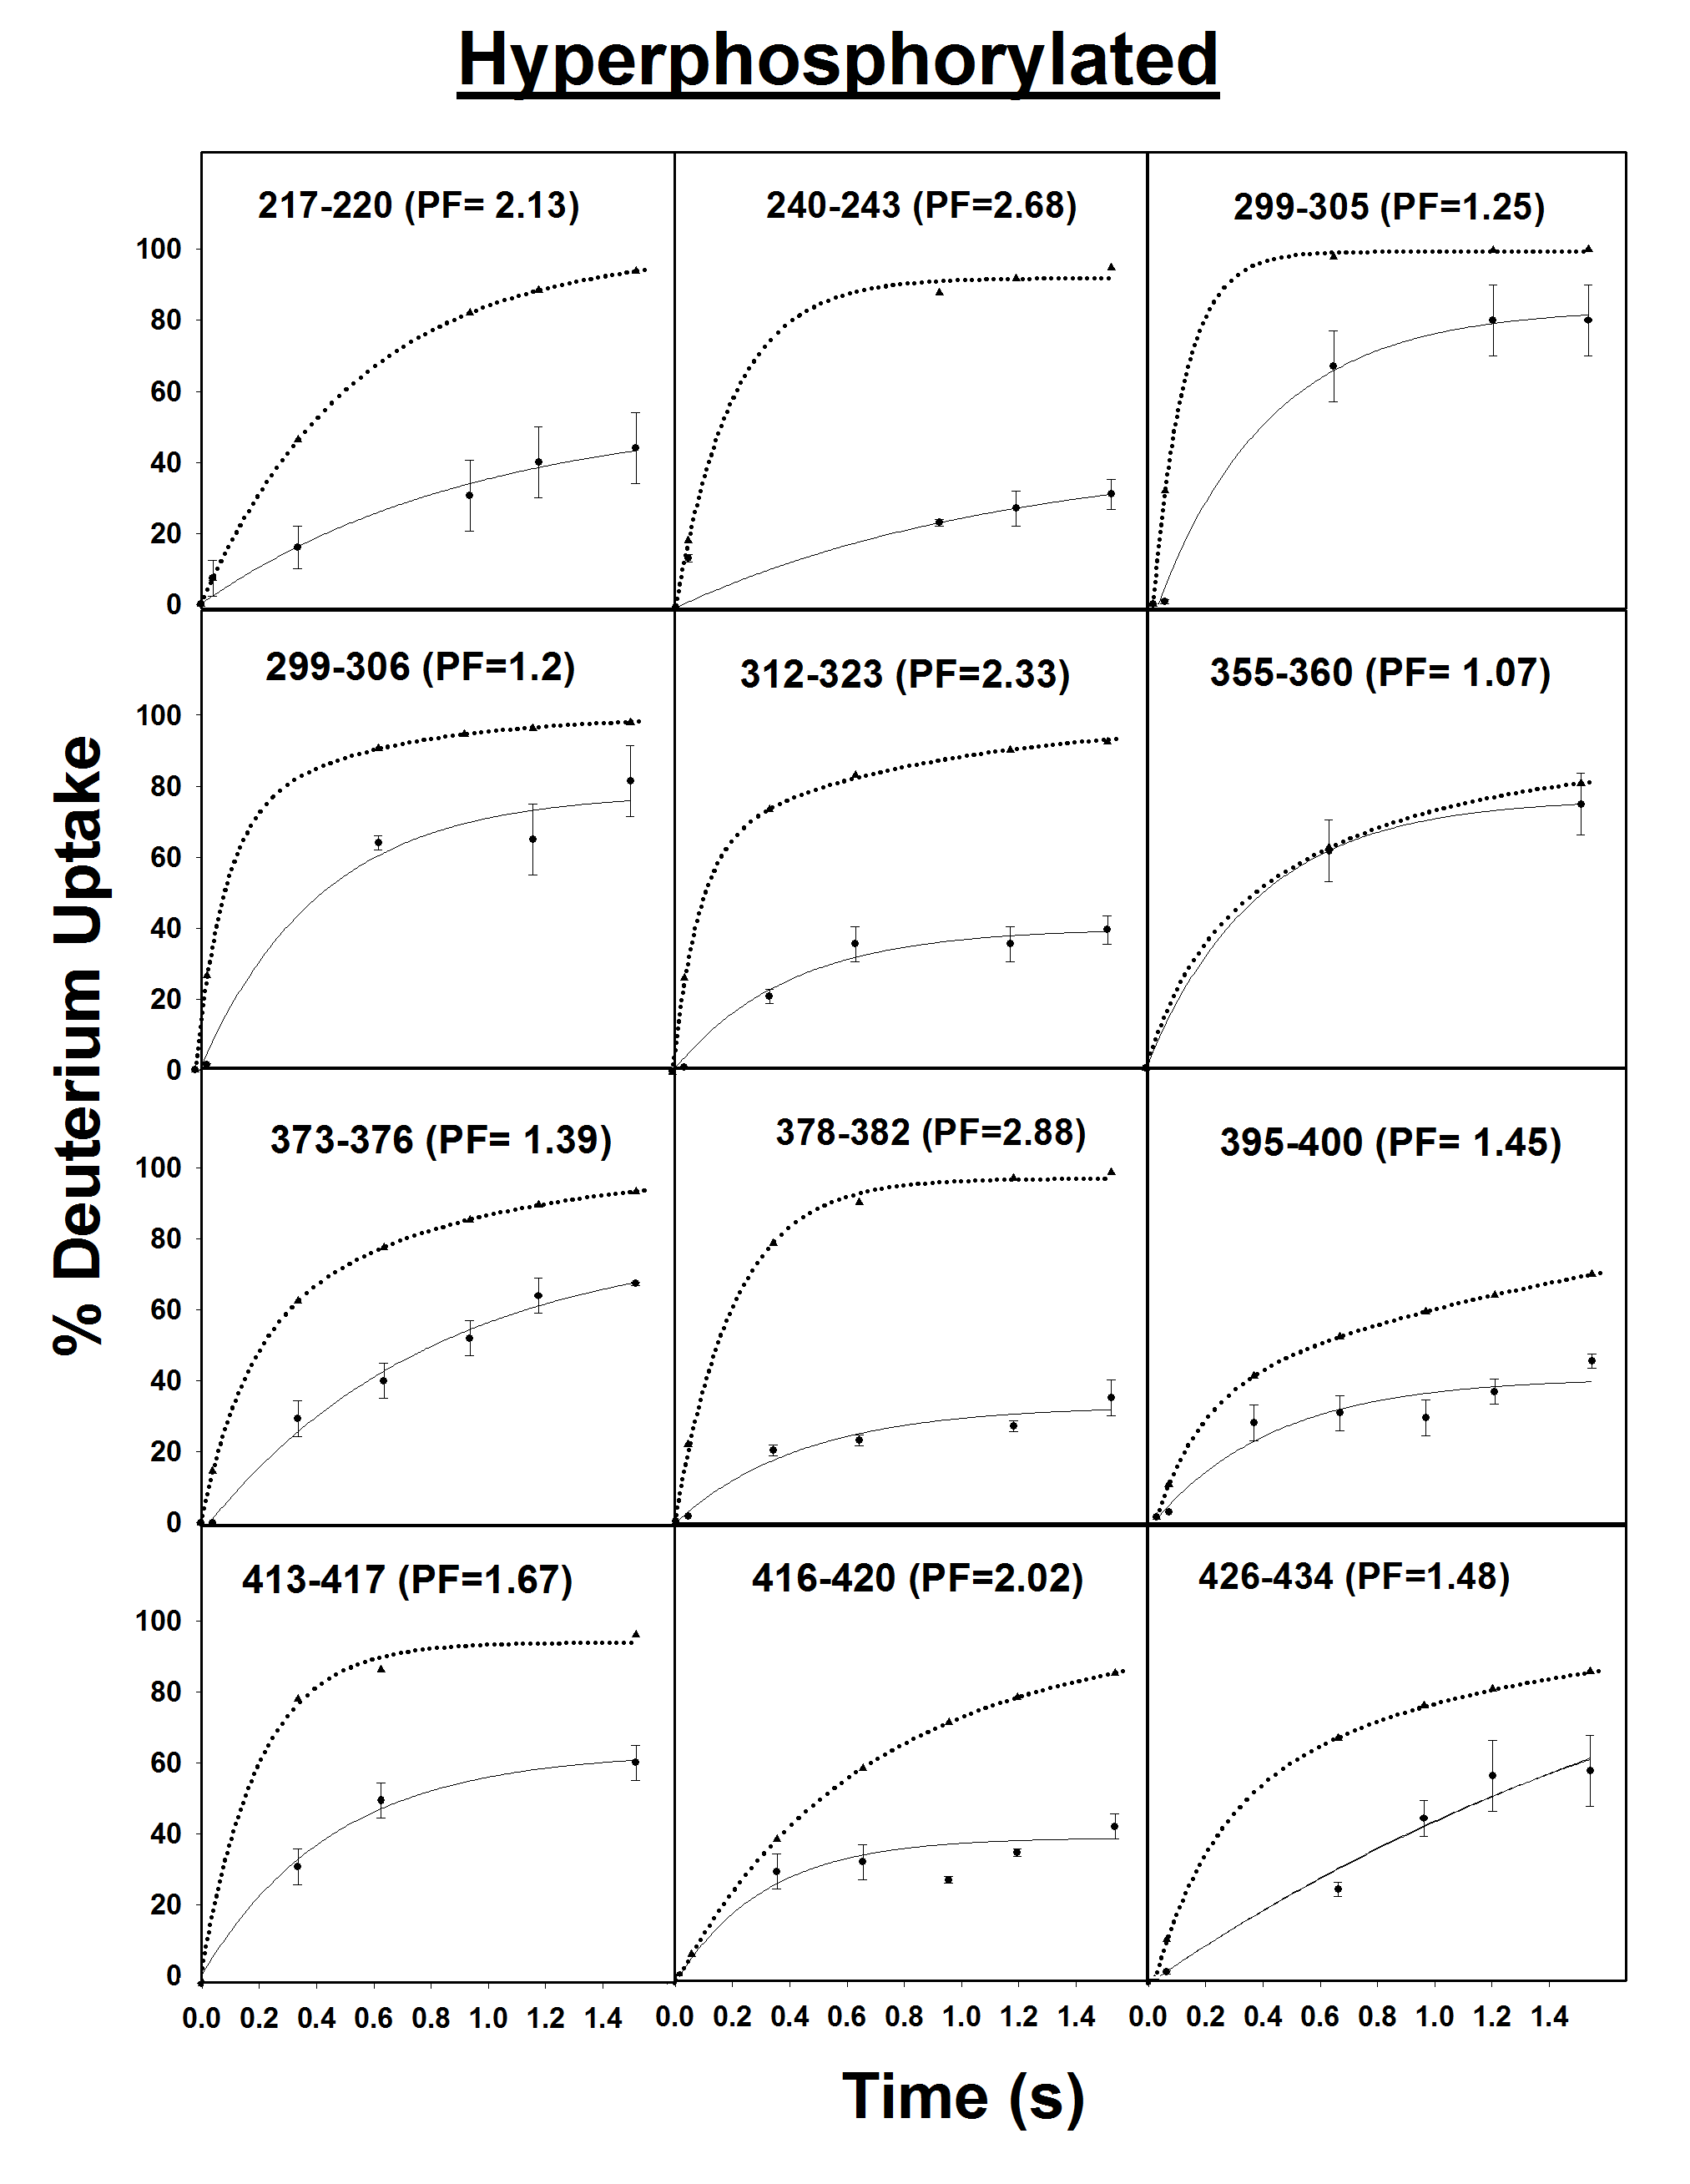 Hyperphosphorylated
217-220 (PF= 2.13)
240-243 (PF=2.68)
299-305 (PF=1.25)
100
80
60
40
20
0
299-306 (PF=1.2)
312-323 (PF=2.33)
355-360 (PF= 1.07)
100
80
60
40
20
0
% Deuterium Uptake
373-376 (PF= 1.39)
378-382 (PF=2.88)
395-400 (PF= 1.45)
100
80
60
40
20
0
413-417 (PF=1.67)
416-420 (PF=2.02)
426-434 (PF=1.48)
100
80
60
40
20
0
0.0 0.2 0.4 0.6 0.8 1.0 1.2 1.4
0.0 0.2 0.4 0.6 0.8 1.0 1.2 1.4
0.0 0.2 0.4 0.6 0.8 1.0 1.2 1.4
Time (s)